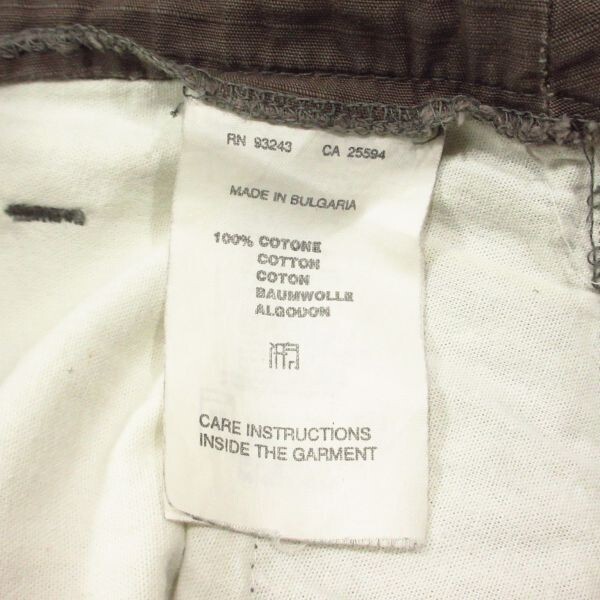 RN 93243 CA 25594
MADE IN BULGARIA
100% COTONE
COTTON
COTON
BAUMWOLLE
ALGODON
CARE INSTRUCTIONS
INSIDE THE GARMENT